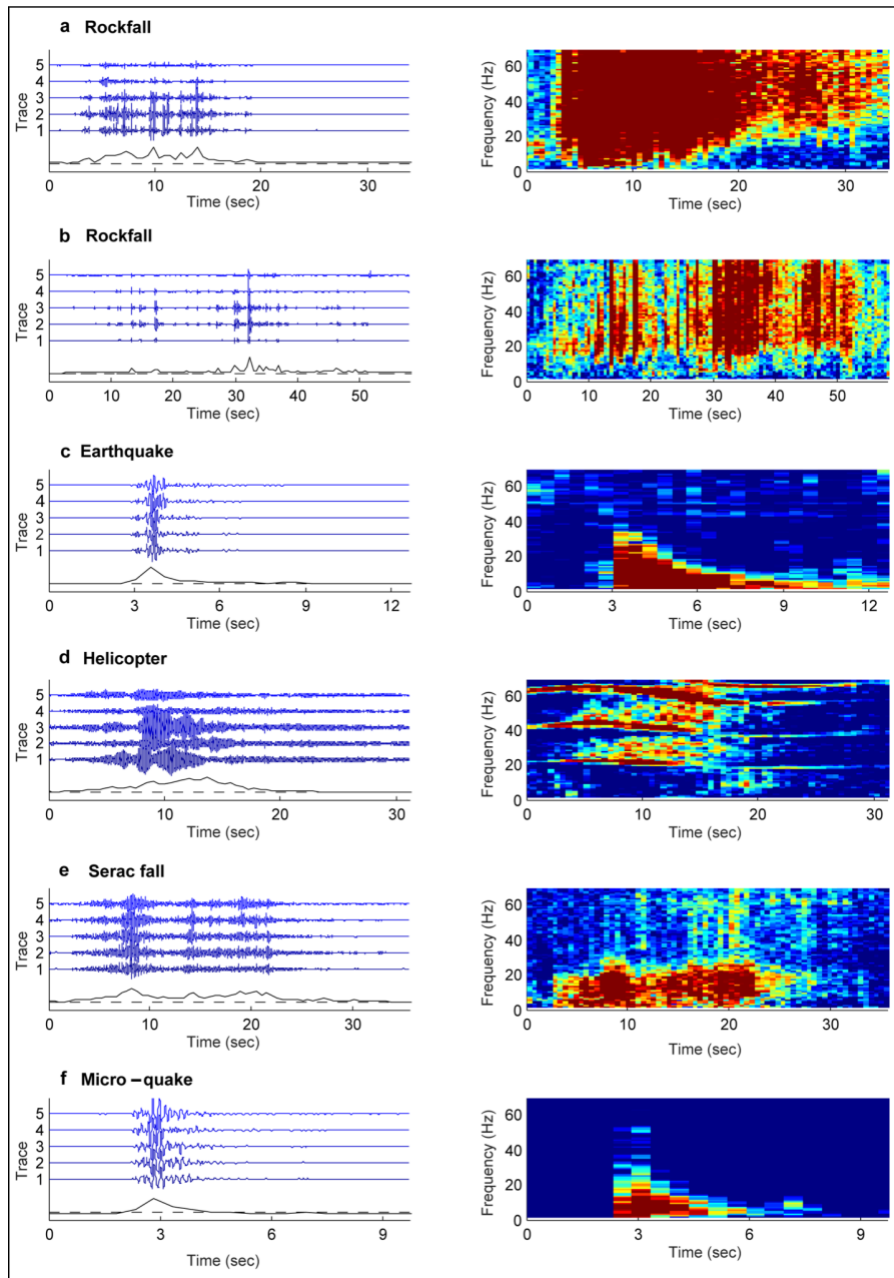 a Rockfall
Trace
5
4
3
2
1
0 10 20 30
Time (sec)
Frequency (Hz)
60
40
20
0
0 10 20 30
Time (sec)
b Rockfall
Trace
5
4
3
2
1
0 10 20 30 40 50
Time (sec)
Frequency (Hz)
60
40
20
0
0 10 20 30 40 50
Time (sec)
c Earthquake
Trace
5
4
3
2
1
0 3 6 9 12
Time (sec)
Frequency (Hz)
60
40
20
0
0 3 6 9 12
Time (sec)
d Helicopter
Trace
5
4
3
2
1
0 10 20 30
Time (sec)
Frequency (Hz)
60
40
20
0
0 10 20 30
Time (sec)
e Serac fall
Trace
5
4
3
2
1
0 10 20 30
Time (sec)
Frequency (Hz)
60
40
20
0
0 10 20 30
Time (sec)
f Micro –quake
Trace
5
4
3
2
1
0 3 6 9
Time (sec)
Frequency (Hz)
60
40
20
0
0 3 6 9
Time (sec)